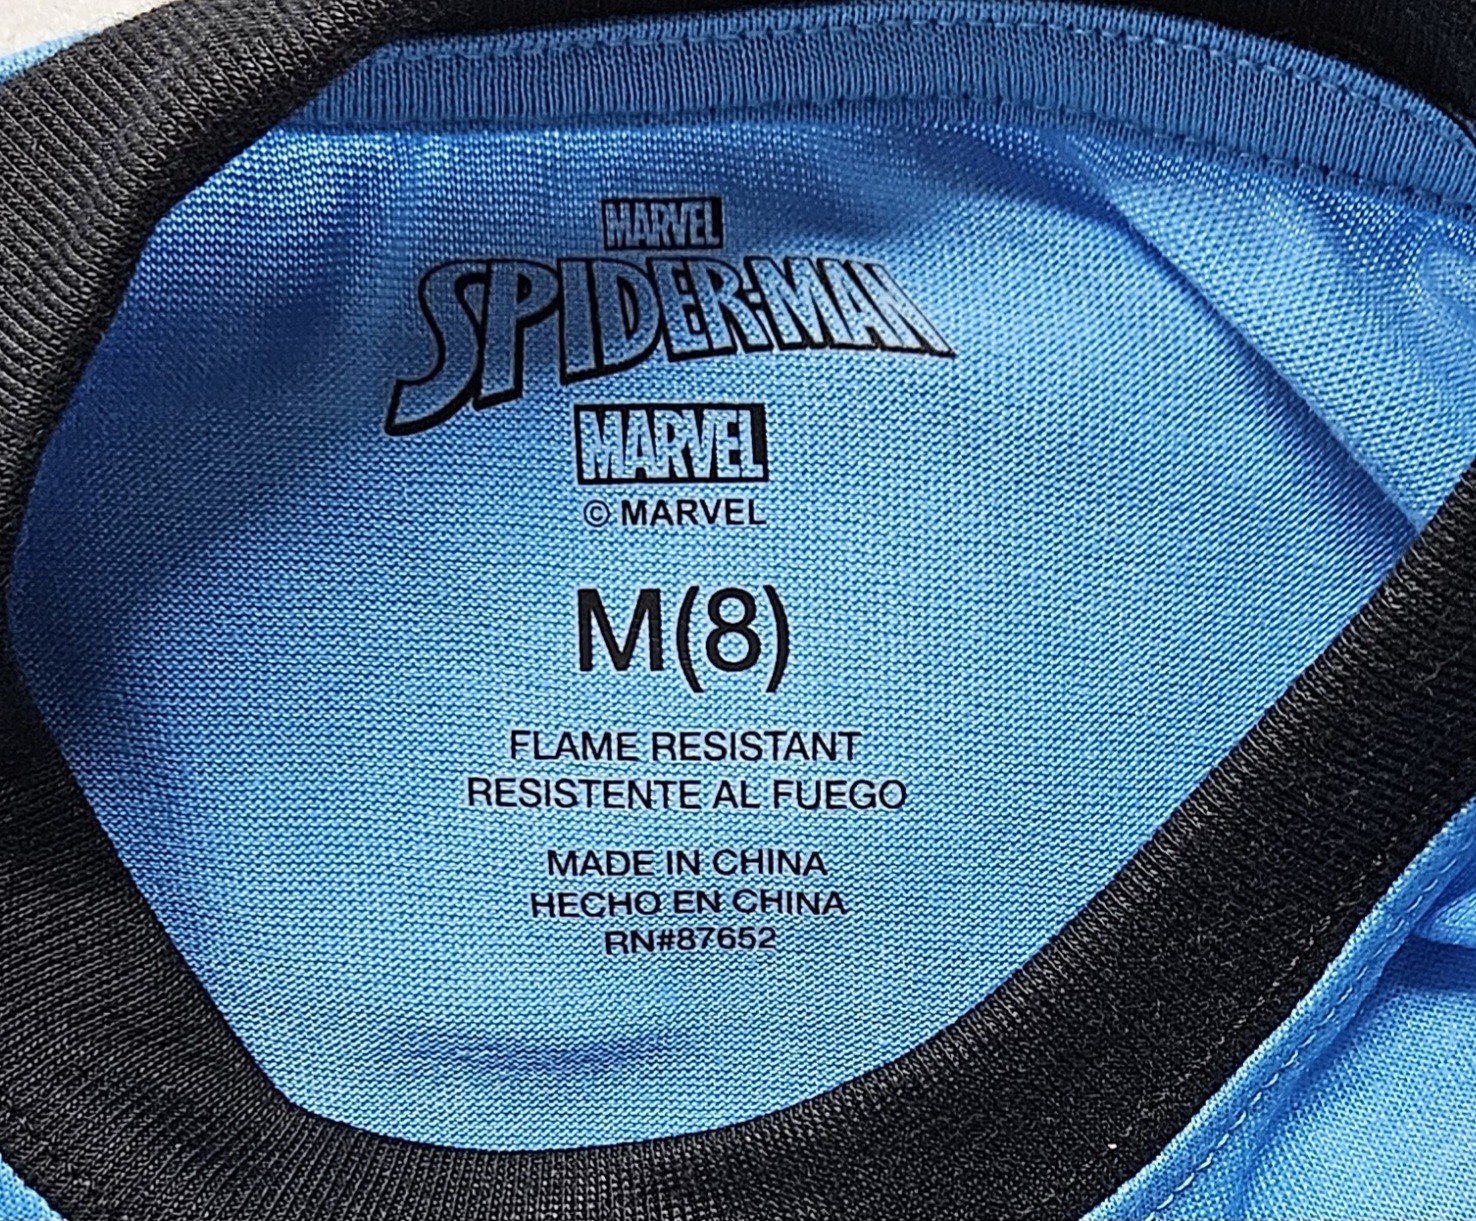 MARVEL
SPIDER-MAN
MARVEL
© MARVEL
M(8)
FLAME RESISTANT
RESISTENTE AL FUEGO
MADE IN CHINA
HECHO EN CHINA
RN#87652